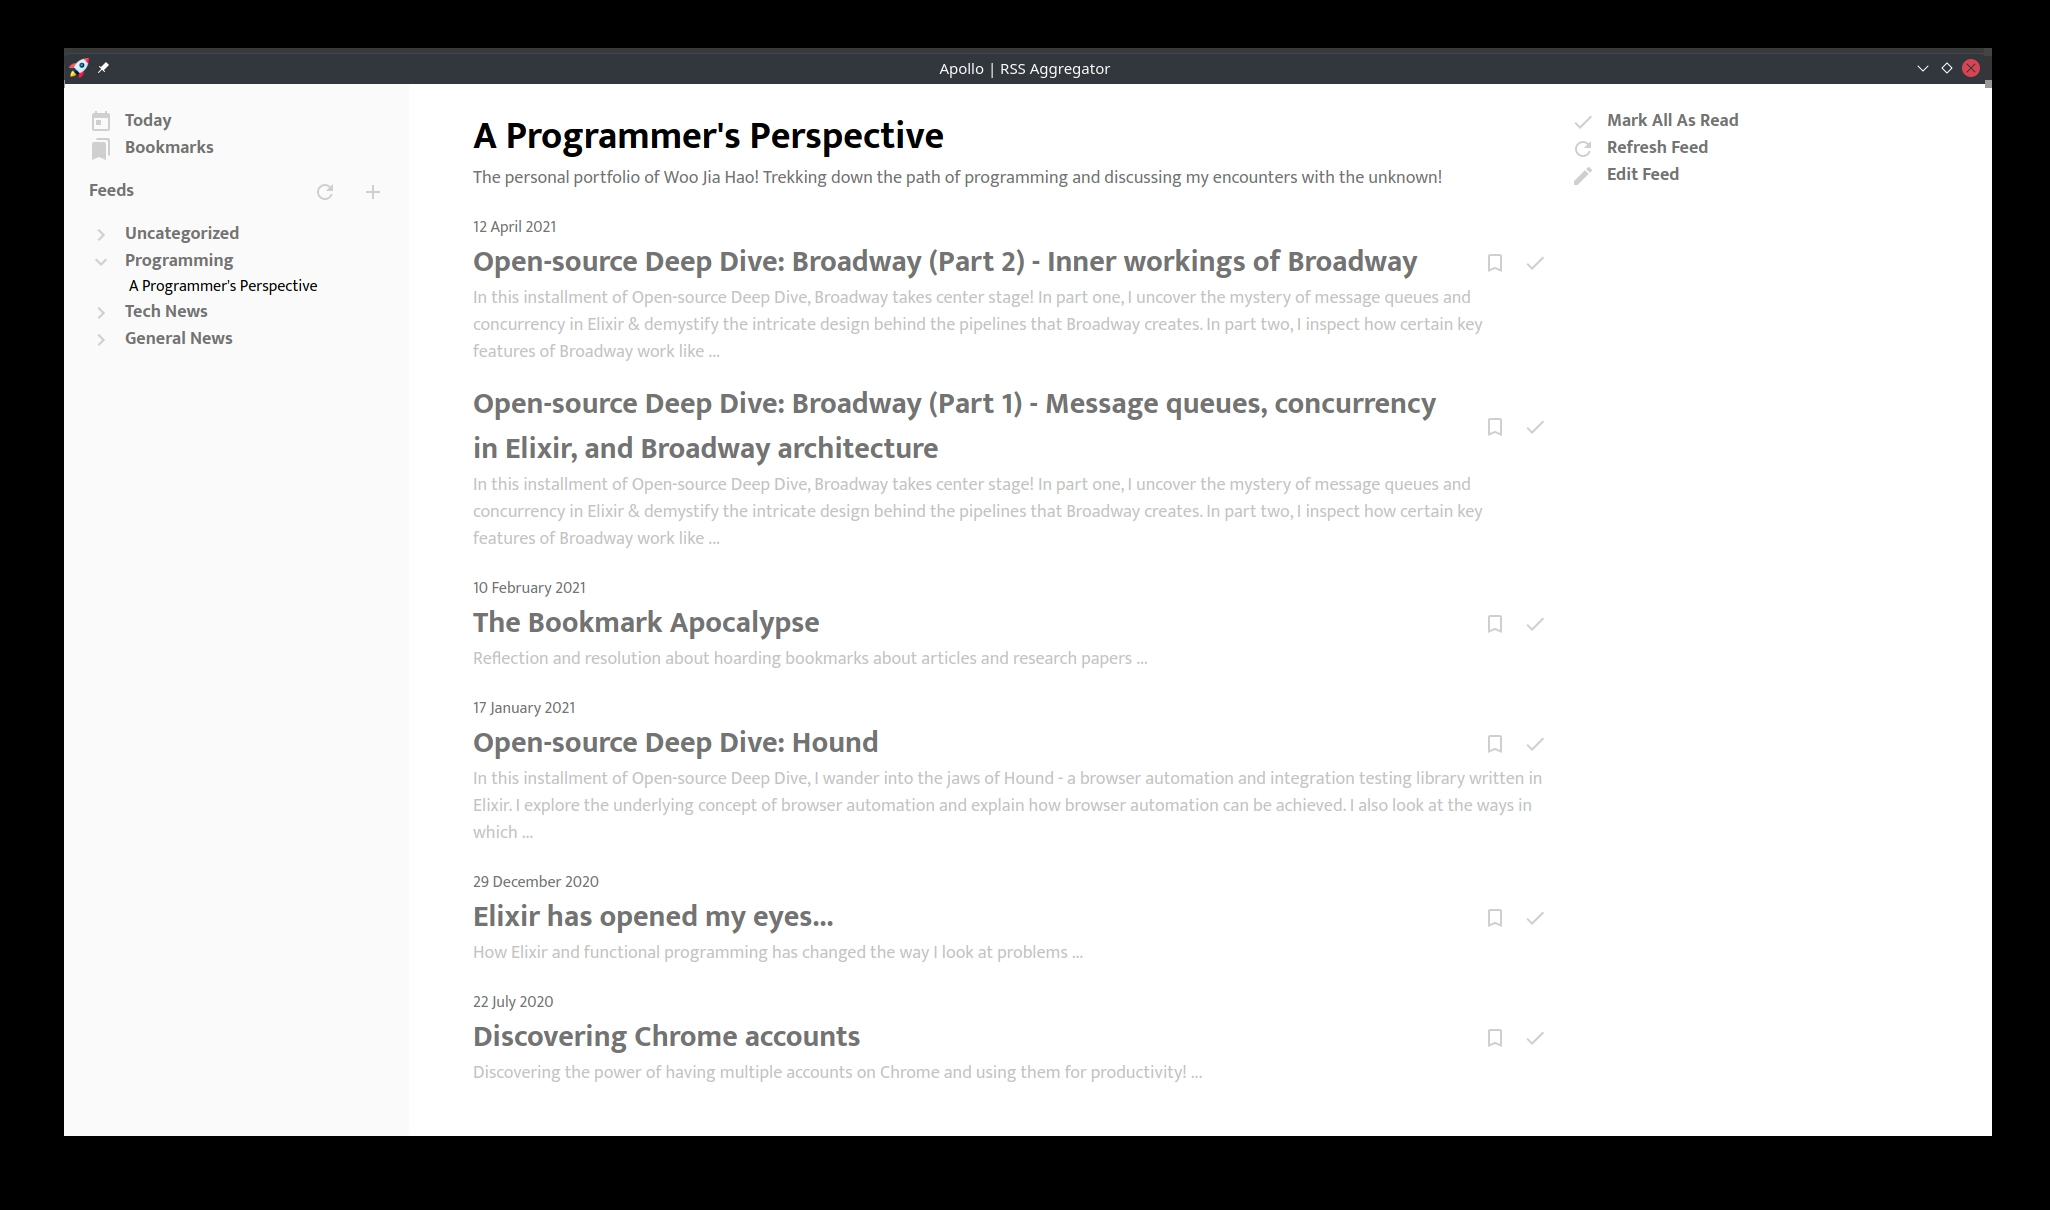 Apollo | RSS Aggregator
Today
Bookmarks
Feeds
Uncategorized
Programming
A Programmer's Perspective
Tech News
General News
A Programmer's Perspective
The personal portfolio of Woo Jia Hao! Trekking down the path of programming and discussing my encounters with the unknown!
12 April 2021
Open-source Deep Dive: Broadway (Part 2) - Inner workings of Broadway
In this installment of Open-source Deep Dive, Broadway takes center stage! In part one, I uncover the mystery of message queues and
concurrency in Elixir & demystify the intricate design behind the pipelines that Broadway creates. In part two, I inspect how certain key
features of Broadway work like ...
Open-source Deep Dive: Broadway (Part 1) - Message queues, concurrency
in Elixir, and Broadway architecture
In this installment of Open-source Deep Dive, Broadway takes center stage! In part one, I uncover the mystery of message queues and
concurrency in Elixir & demystify the intricate design behind the pipelines that Broadway creates. In part two, I inspect how certain key
features of Broadway work like ...
10 February 2021
The Bookmark Apocalypse
Reflection and resolution about hoarding bookmarks about articles and research papers ...
17 January 2021
Open-source Deep Dive: Hound
In this installment of Open-source Deep Dive, I wander into the jaws of Hound - a browser automation and integration testing library written in
Elixir. I explore the underlying concept of browser automation and explain how browser automation can be achieved. I also look at the ways in
which ...
29 December 2020
Elixir has opened my eyes...
How Elixir and functional programming has changed the way I look at problems ...
22 July 2020
Discovering Chrome accounts
Discovering the power of having multiple accounts on Chrome and using them for productivity! ...
Mark All As Read
Refresh Feed
Edit Feed